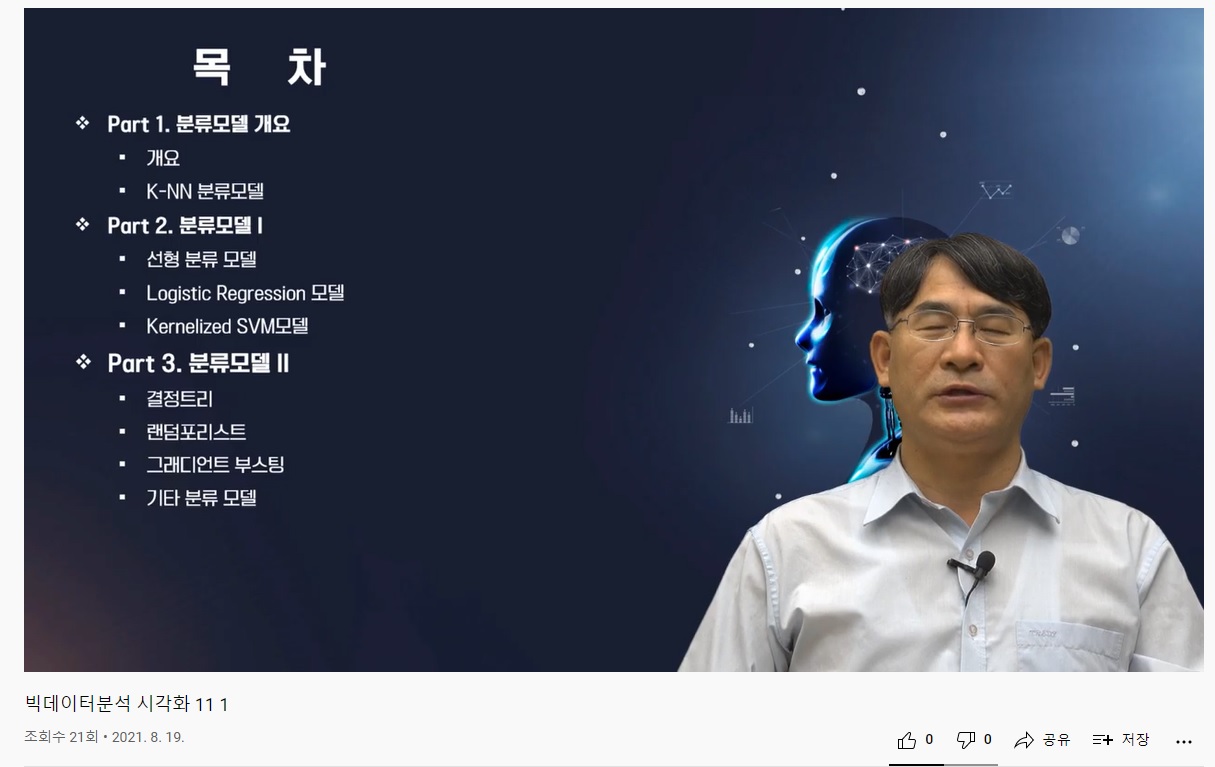 목 차
❖ Part 1. 분류모델 개요
▪ 개요
▪ K-NN 분류모델
❖ Part 2. 분류모델 I
▪ 선형 분류 모델
▪ Logistic Regression 모델
▪ Kernelized SVM모델
❖ Part 3. 분류모델 II
▪ 결정트리
▪ 랜덤포리스트
▪ 그래디언트 부스팅
▪ 기타 분류 모델
빅데이터분석 시각화 11 1
조회수 21회 • 2021. 8. 19.
0 0 공유 저장